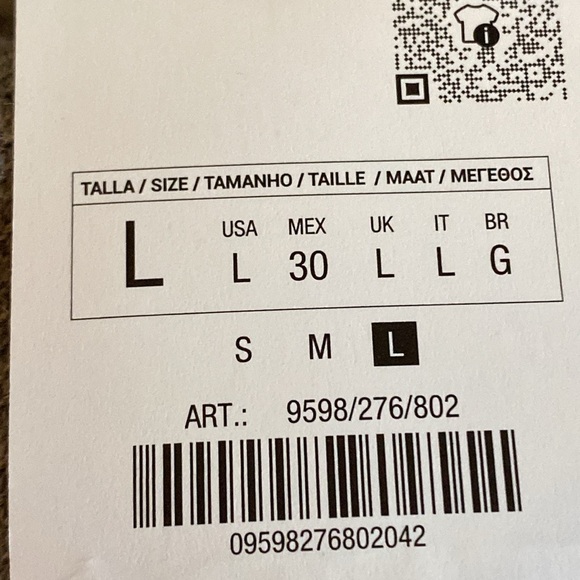 TALLA / SIZE / TAMANHO / TAILLE / MAAT / ΜΕΓΕΘΟΣ
L
USA MEX UK IT BR
L 30 L L G
S M L
ART.: 9598/276/802
09598276802042